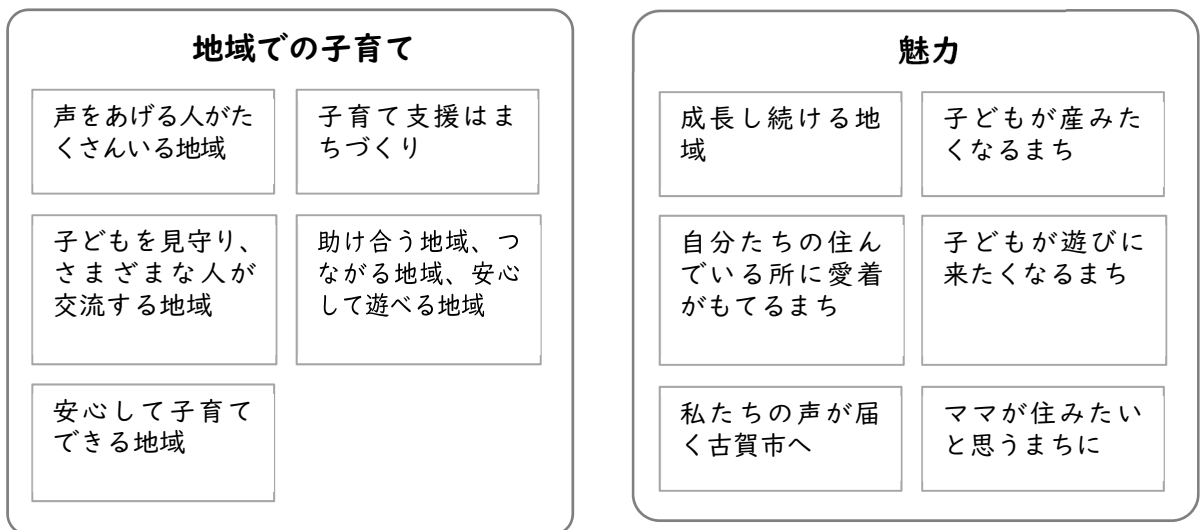 地域での子育て
声をあげる人がた
くさんいる地域
子育て支援はま
ちづくり
子どもを見守り、
さまざまな人が
交流する地域
助け合う地域、つ
ながる地域、安心
して遊べる地域
安心して子育て
できる地域
魅力
成長し続ける地
域
子どもが産みた
くなるまち
自分たちの住ん
でいる所に愛着
がもてるまち
子どもが遊びに
来たくなるまち
私たちの声が届
く古賀市へ
ママが住みたい
と思うまちに